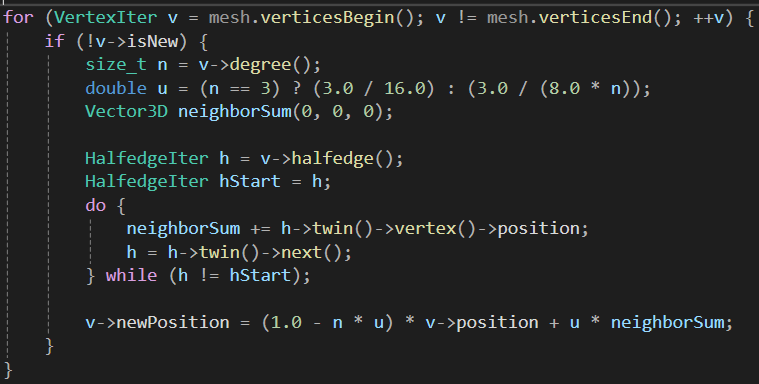 for (VertexIter v = mesh.verticesBegin(); v != mesh.verticesEnd(); ++v) {
    if (!v->isNew) {
        size_t n = v->degree();
        double u = (n == 3) ? (3.0 / 16.0) : (3.0 / (8.0 * n));
        Vector3D neighborSum(0, 0, 0);

        HalfedgeIter h = v->halfedge();
        HalfedgeIter hStart = h;
        do {
            neighborSum += h->twin()->vertex()->position;
            h = h->twin()->next();
        } while (h != hStart);

        v->newPosition = (1.0 - n * u) * v->position + u * neighborSum;
    }
}